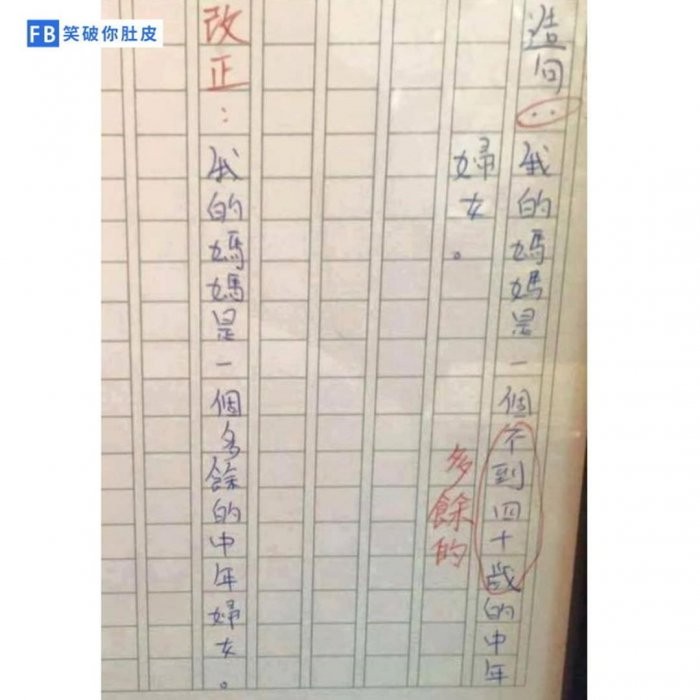 FB 笑破你肚皮
造句：
我的媽媽是一個不到四十歲的中年
婦女。
多餘的
改正：
我的媽媽是一個多餘的中年婦女。